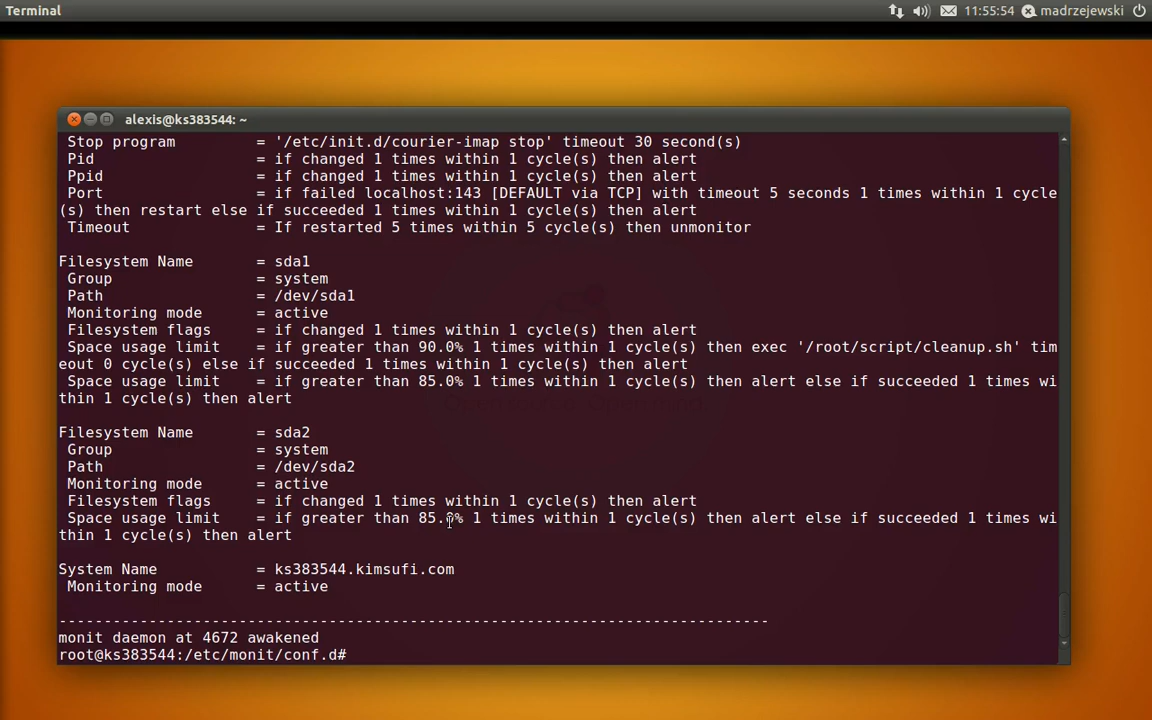 Terminal
11:55:54
madrzejewski
alexis@ks383544: ~
Stop program = '/etc/init.d/courier-imap stop' timeout 30 second(s)
Pid = if changed 1 times within 1 cycle(s) then alert
Ppid = if changed 1 times within 1 cycle(s) then alert
Port = if failed localhost:143 [DEFAULT via TCP] with timeout 5 seconds 1 times within 1 cycle
(s) then restart else if succeeded 1 times within 1 cycle(s) then alert
Timeout = If restarted 5 times within 5 cycle(s) then unmonitor
Filesystem Name = sda1
Group = system
Path = /dev/sda1
Monitoring mode = active
Filesystem flags = if changed 1 times within 1 cycle(s) then alert
Space usage limit = if greater than 90.0% 1 times within 1 cycle(s) then exec '/root/script/cleanup.sh' tim
eout 0 cycle(s) else if succeeded 1 times within 1 cycle(s) then alert
Space usage limit = if greater than 85.0% 1 times within 1 cycle(s) then alert else if succeeded 1 times wi
thin 1 cycle(s) then alert
Filesystem Name = sda2
Group = system
Path = /dev/sda2
Monitoring mode = active
Filesystem flags = if changed 1 times within 1 cycle(s) then alert
Space usage limit = if greater than 85.0% 1 times within 1 cycle(s) then alert else if succeeded 1 times wi
thin 1 cycle(s) then alert
System Name = ks383544.kimsufi.com
Monitoring mode = active
-------------------------------------------------------------------------------
monit daemon at 4672 awakened
root@ks383544:/etc/monit/conf.d#